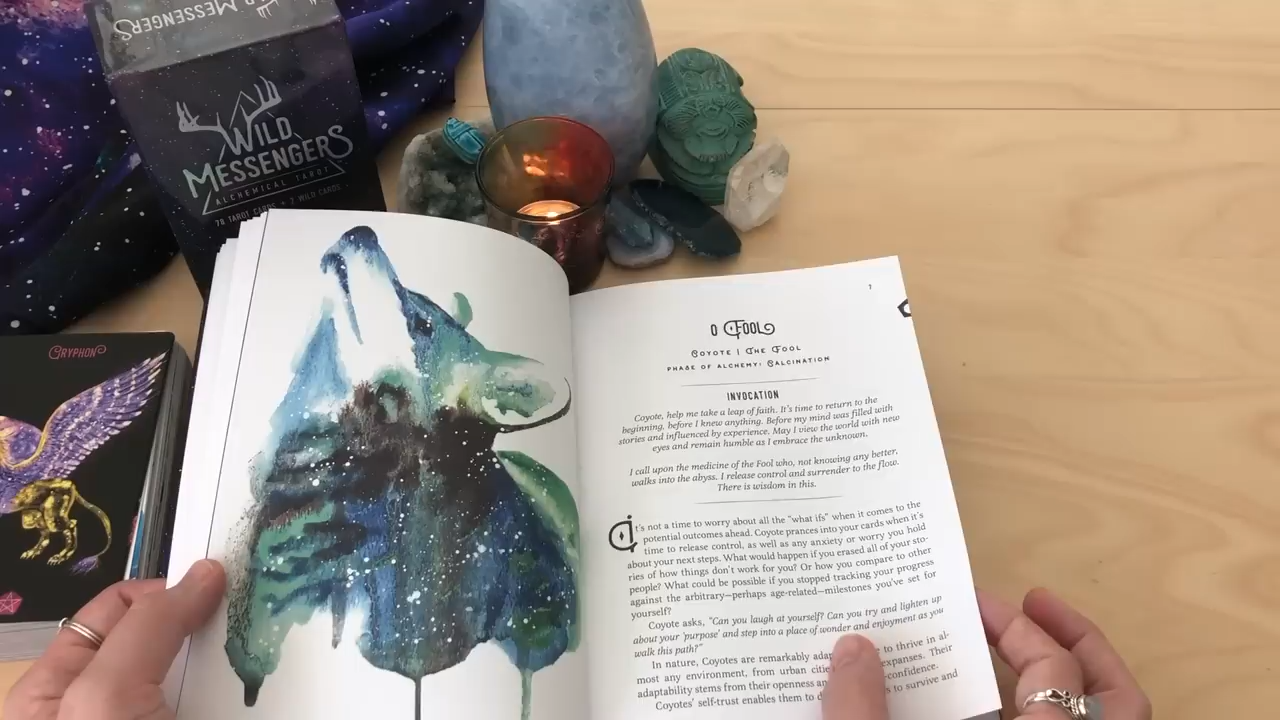 MESSENGERS
WILD
MESSENGERS
ALCHEMICAL TAROT
78 TAROT CARDS + 7 WILD CARDS
GRYPHON
7
0 FOOL
COYOTE | THE FOOL
PHASE OF ALCHEMY: CALCINATION
INVOCATION
Coyote, help me take a leap of faith. It's time to return to the
beginning, before I knew anything. Before my mind was filled with
stories and influenced by experience. May I view the world with new
eyes and remain humble as I embrace the unknown.
I call upon the medicine of the Fool who, not knowing any better,
walks into the abyss. I release control and surrender to the flow.
There is wisdom in this.
It's not a time to worry about all the "what ifs" when it comes to the
potential outcomes ahead. Coyote prances into your cards when it's
time to release control, as well as any anxiety or worry you hold
about your next steps. What would happen if you erased all of your sto-
ries of how things don't work for you? Or how you compare to other
people? What could be possible if you stopped tracking your progress
against the arbitrary—perhaps age-related—milestones you've set for
yourself?
Coyote asks, "Can you laugh at yourself? Can you try and lighten up
about your 'purpose' and step into a place of wonder and enjoyment as you
walk this path?"
In nature, Coyotes are remarkably to thrive in al-
most any environment, from urban expanses. Their
adaptability stems from their openness -confidence.
Coyotes' self-trust enables them to to survive and